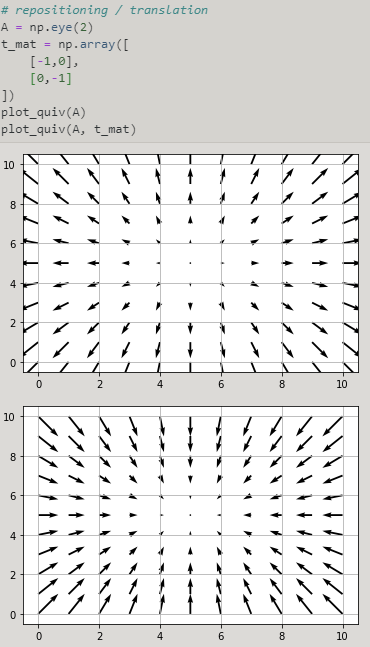 # repositioning / translation
A = np.eye(2)
t_mat = np.array([
    [-1,0],
    [0,-1]
])
plot_quiv(A)
plot_quiv(A, t_mat)
10
8
6
4
2
0
0 2 4 6 8 10
10
8
6
4
2
0
0 2 4 6 8 10